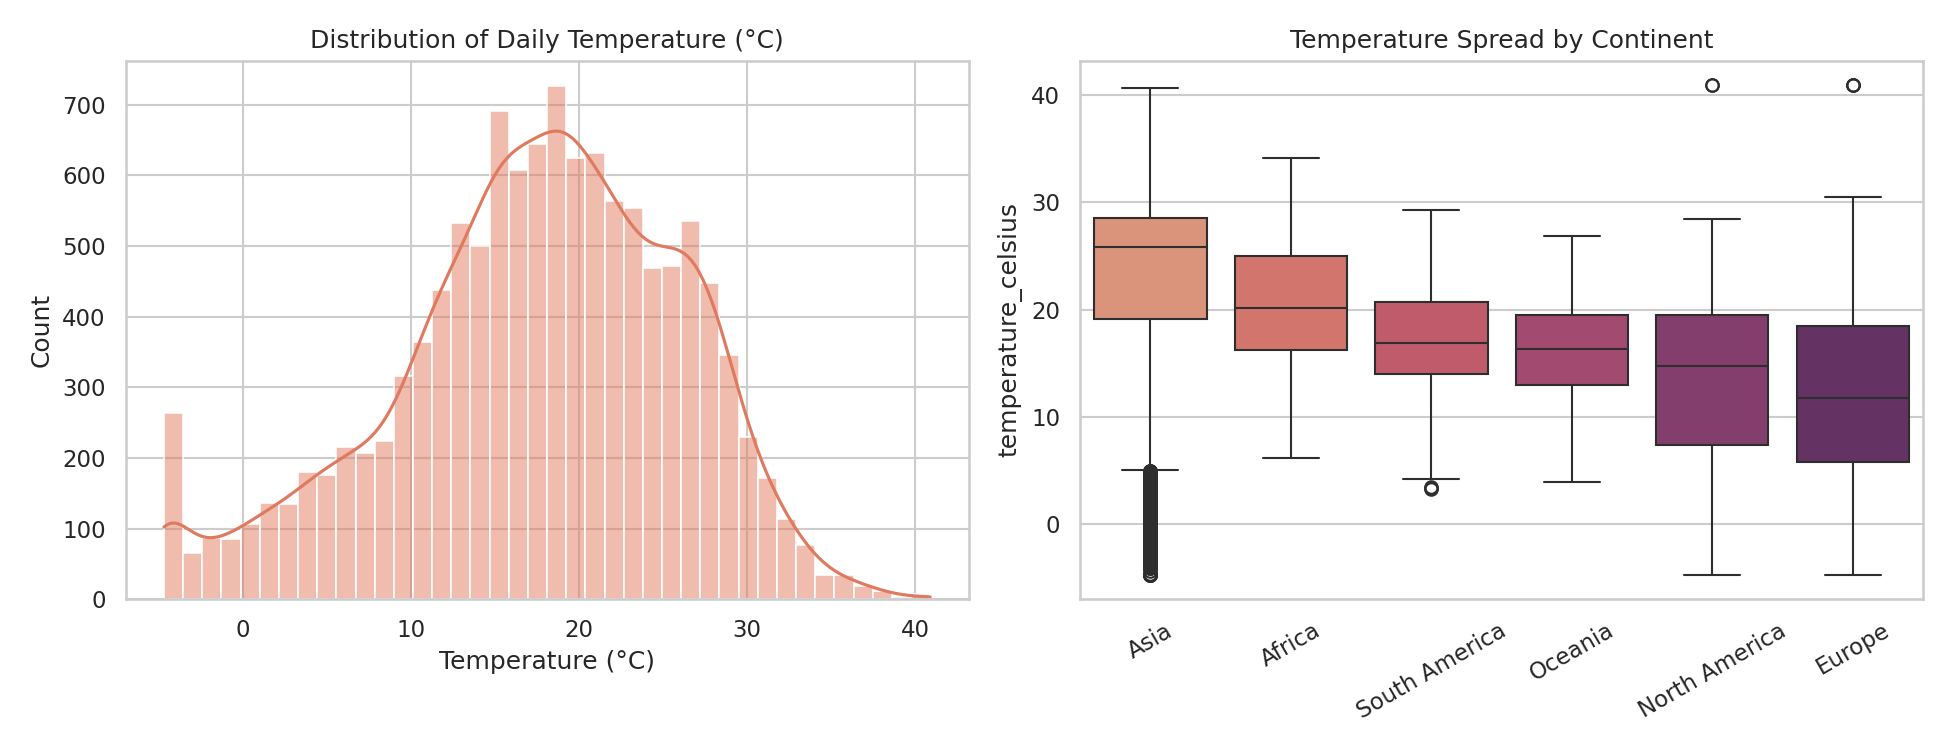 Distribution of Daily Temperature (°C)
700
600
500
400
300
200
100
0
Count
0 10 20 30 40
Temperature (°C)
Temperature Spread by Continent
40
30
20
10
0
temperature_celsius
Asia
Africa
South America
Oceania
North America
Europe